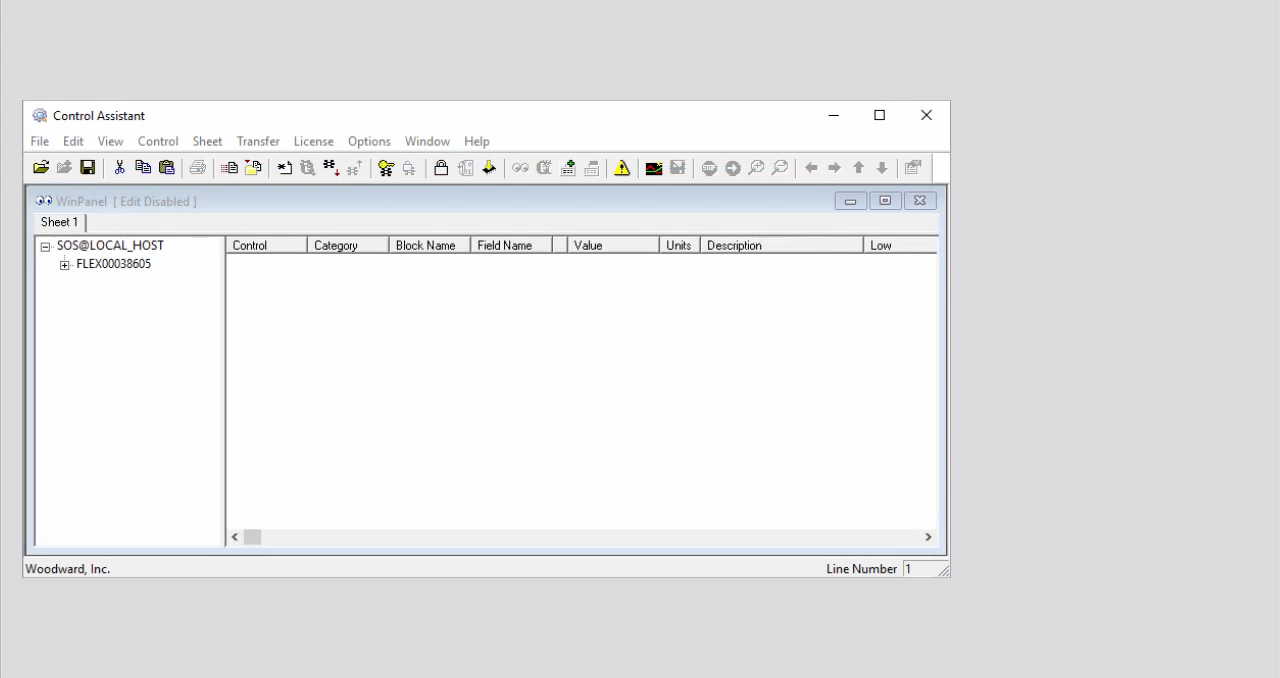 Control Assistant
File Edit View Control Sheet Transfer License Options Window Help
WinPanel [ Edit Disabled ]
Sheet 1
SOS@LOCAL_HOST
FLEX00038605
Control Category Block Name Field Name Value Units Description Low
Woodward, Inc.
Line Number 1